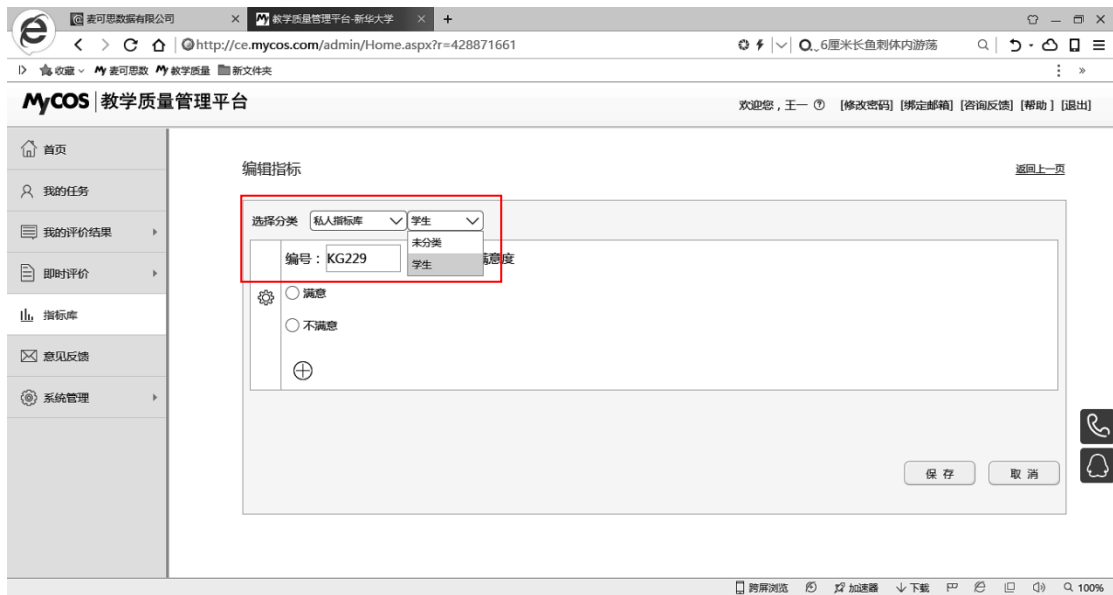 麦可思数据有限公司 教学质量管理平台-新华大学
http://ce.mycos.com/admin/Home.aspx?r=428871661 6厘米长鱼刺体内游荡
收藏 麦可思数 教学质量 新文件夹
MyCOS 教学质量管理平台 欢迎您，王一 [修改密码] [绑定邮箱] [咨询反馈] [帮助 ] [退出]
首页
编辑指标 返回上一页
我的任务
选择分类 私人指标库 学生
我的评价结果
未分类
编号：KG229 意度
学生
即时评价
满意
指标库
不满意
意见反馈
系统管理
保 存 取 消
跨屏浏览 加速器 下载 100%